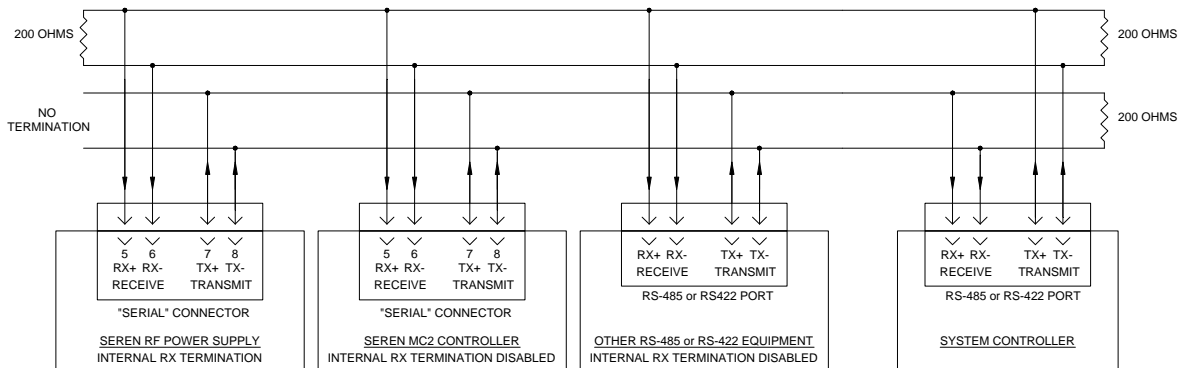 200 OHMS
200 OHMS
NO
TERMINATION
200 OHMS
5 6 7 8
RX+ RX- TX+ TX-
RECEIVE TRANSMIT
"SERIAL" CONNECTOR
SEREN RF POWER SUPPLY
INTERNAL RX TERMINATION
5 6 7 8
RX+ RX- TX+ TX-
RECEIVE TRANSMIT
"SERIAL" CONNECTOR
SEREN MC2 CONTROLLER
INTERNAL RX TERMINATION DISABLED
RX+ RX- TX+ TX-
RECEIVE TRANSMIT
RS-485 or RS422 PORT
OTHER RS-485 or RS-422 EQUIPMENT
INTERNAL RX TERMINATION DISABLED
RX+ RX- TX+ TX-
RECEIVE TRANSMIT
RS-485 or RS-422 PORT
SYSTEM CONTROLLER